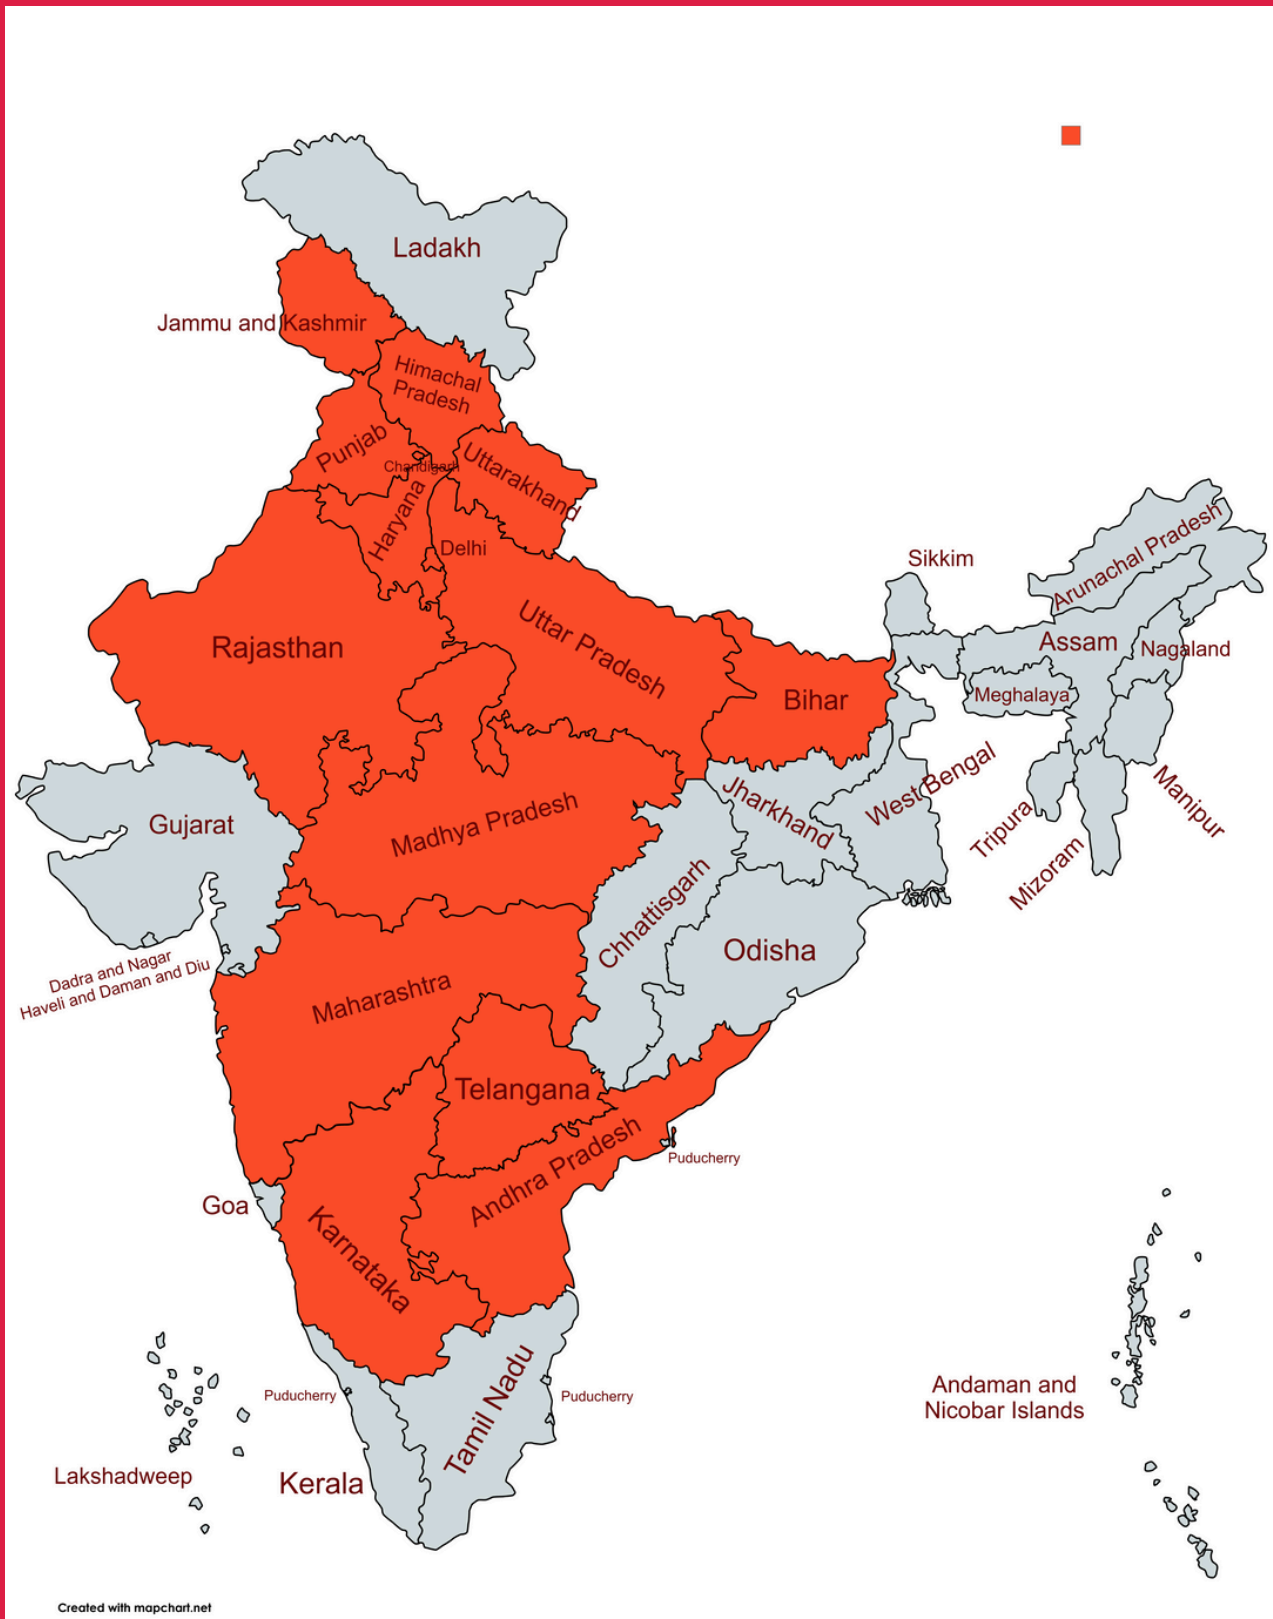 Ladakh
Jammu and Kashmir
Himachal
Pradesh
Punjab
Chandigarh
Uttarakhand
Haryana
Delhi
Sikkim
Arunachal Pradesh
Rajasthan
Uttar Pradesh
Assam
Nagaland
Bihar
Meghalaya
Gujarat
Madhya Pradesh
Jharkhand
West Bengal
Tripura
Mizoram
Manipur
Chhattisgarh
Odisha
Dadra and Nagar
Haveli and Daman and Diu
Maharashtra
Telangana
Andhra Pradesh
Puducherry
Goa
Karnataka
Puducherry
Tamil Nadu
Puducherry
Andaman and
Nicobar Islands
Lakshadweep
Kerala
Created with mapchart.net